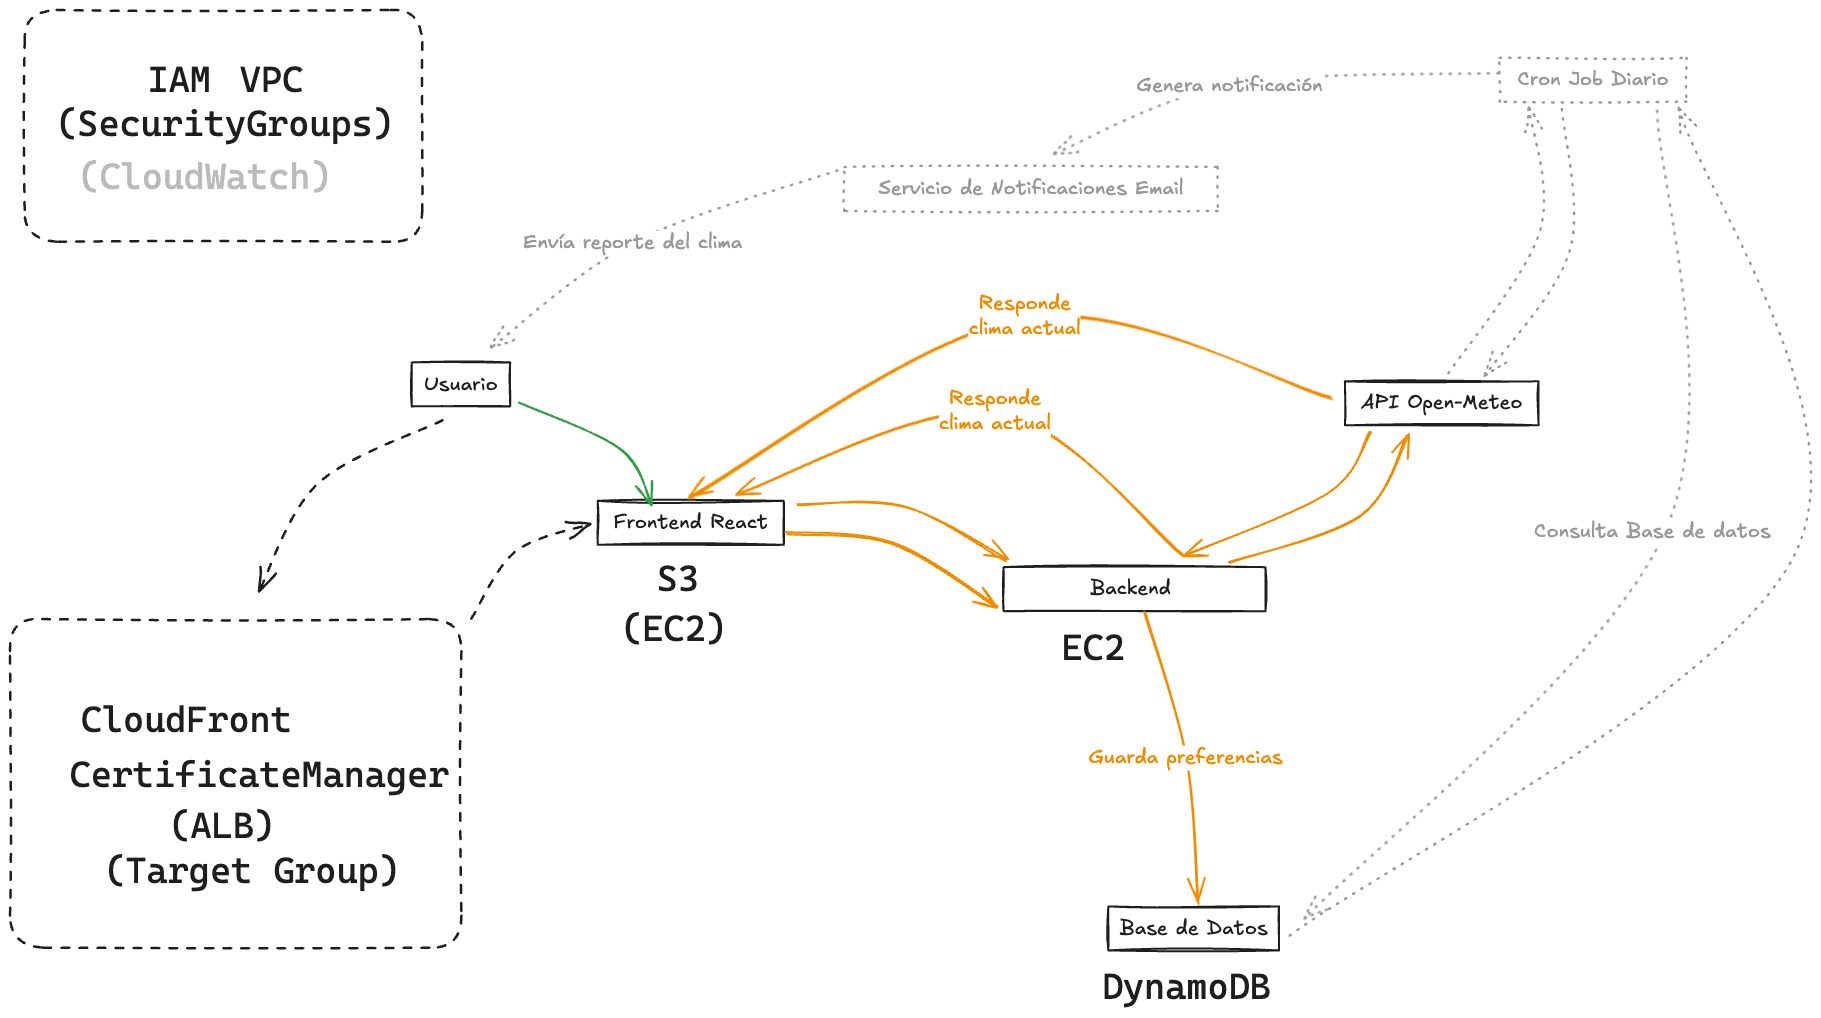 IAM VPC
(SecurityGroups)
(CloudWatch)
Cron Job Diario
Genera notificación
Servicio de Notificaciones Email
Envía reporte del clima
Responde
clima actual
Usuario
API Open-Meteo
Responde
clima actual
Frontend React
S3
(EC2)
Consulta Base de datos
Backend
EC2
CloudFront
CertificateManager
(ALB)
(Target Group)
Guarda preferencias
Base de Datos
DynamoDB